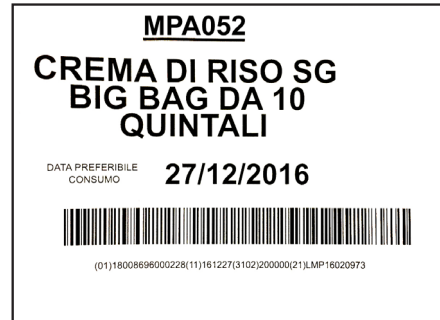 MPA052
CREMA DI RISO SG
BIG BAG DA 10
QUINTALI
DATA PREFERIBILE
CONSUMO
27/12/2016
(01)18008696000228(11)161227(3102)200000(21)LMP16020973